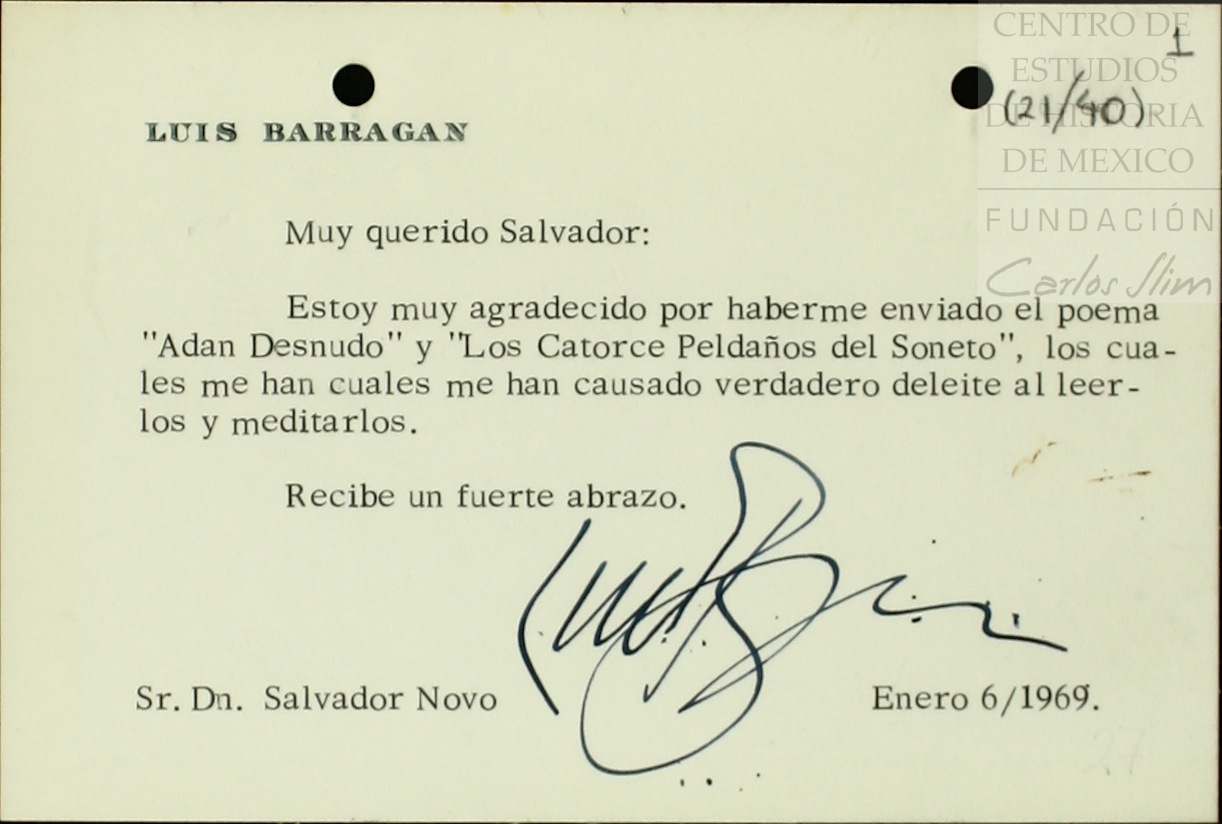 CENTRO DE
ESTUDIOS
DE HISTORIA
DE MEXICO
FUNDACIÓN
Carlos Slim
1
(21/40)
LUIS BARRAGAN
Muy querido Salvador:
Estoy muy agradecido por haberme enviado el poema
"Adan Desnudo" y "Los Catorce Peldaños del Soneto", los cua-
les me han cuales me han causado verdadero deleite al leer-
los y meditarlos.
Recibe un fuerte abrazo.
Sr. Dn. Salvador Novo
Enero 6/1969.